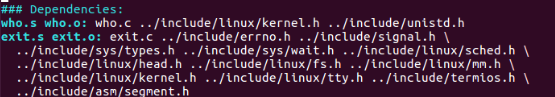 ### Dependencies:
who.s who.o: who.c ../include/linux/kernel.h ../include/unistd.h
exit.s exit.o: exit.c ../include/errno.h ../include/signal.h \
../include/sys/types.h ../include/sys/wait.h ../include/linux/sched.h \
../include/linux/head.h ../include/linux/fs.h ../include/linux/mm.h \
../include/linux/kernel.h ../include/linux/tty.h ../include/termios.h \
../include/asm/segment.h